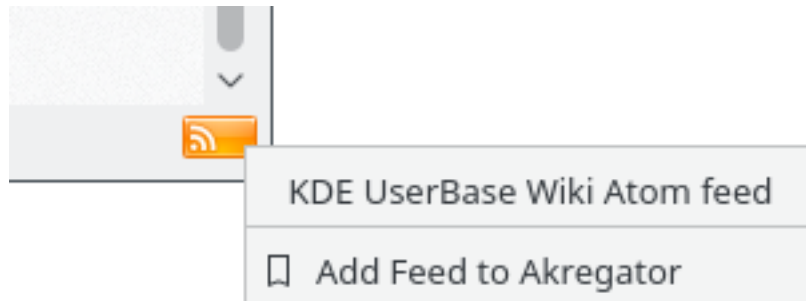 KDE UserBase Wiki Atom feed
Add Feed to Akregator